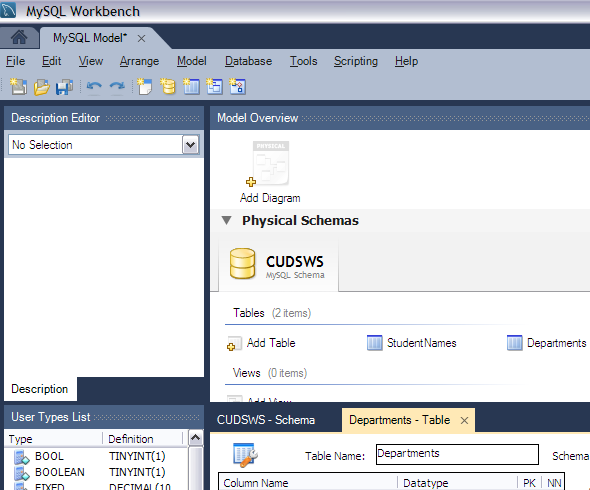 MySQL Workbench
MySQL Model*
File Edit View Arrange Model Database Tools Scripting Help
Description Editor
No Selection
Description
User Types List
Type Definition
BOOL TINYINT(1)
BOOLEAN TINYINT(1)
FIXED DECIMAL(10
Model Overview
PHYSICAL
Add Diagram
Physical Schemas
CUDSWS
MySQL Schema
Tables (2 items)
Add Table StudentNames Departments
Views (0 items)
Add View
CUDSWS - Schema Departments - Table
Table Name: Departments Schema
Column Name Datatype PK NN